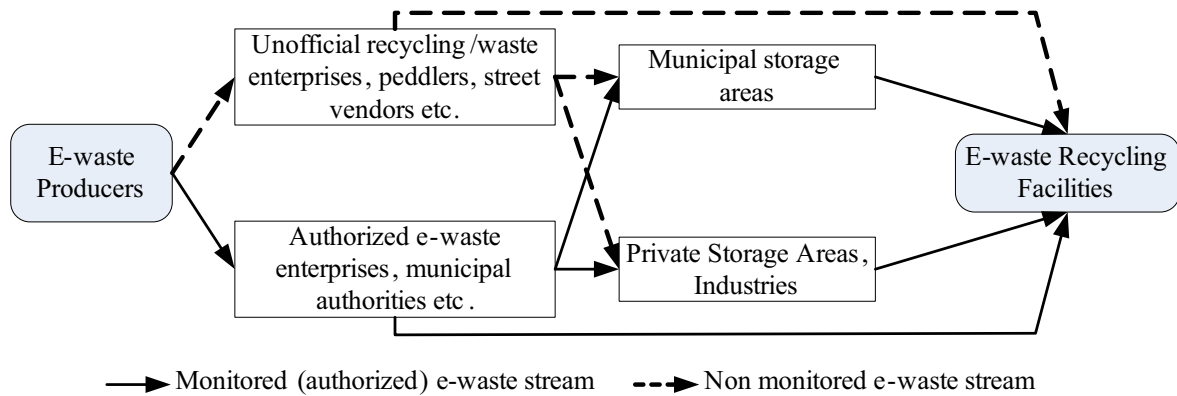 Unofficial recycling /waste
enterprises, peddlers, street
vendors etc.
Municipal storage
areas
E-waste
Producers
E-waste Recycling
Facilities
Authorized e-waste
enterprises, municipal
authorities etc.
Private Storage Areas,
Industries
Monitored (authorized) e-waste stream
Non monitored e-waste stream